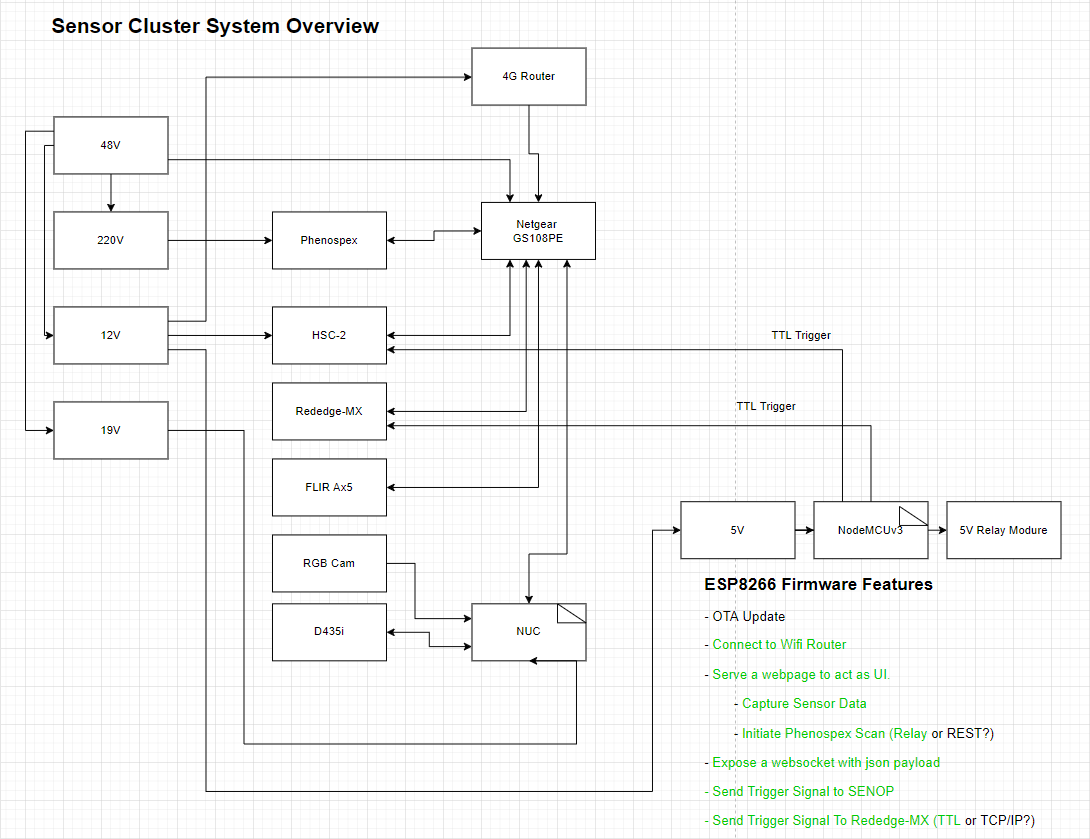 Sensor Cluster System Overview
4G Router
48V
Netgear
GS108PE
220V
Phenospex
12V
HSC-2
TTL Trigger
Rededge-MX
TTL Trigger
19V
FLIR Ax5
5V
NodeMCUv3
5V Relay Modure
RGB Cam
D435i
NUC
ESP8266 Firmware Features
- OTA Update
- Connect to Wifi Router
- Serve a webpage to act as UI.
- Capture Sensor Data
- Initiate Phenospex Scan (Relay or REST?)
- Expose a websocket with json payload
- Send Trigger Signal to SENOP
- Send Trigger Signal To Rededge-MX (TTL or TCP/IP?)